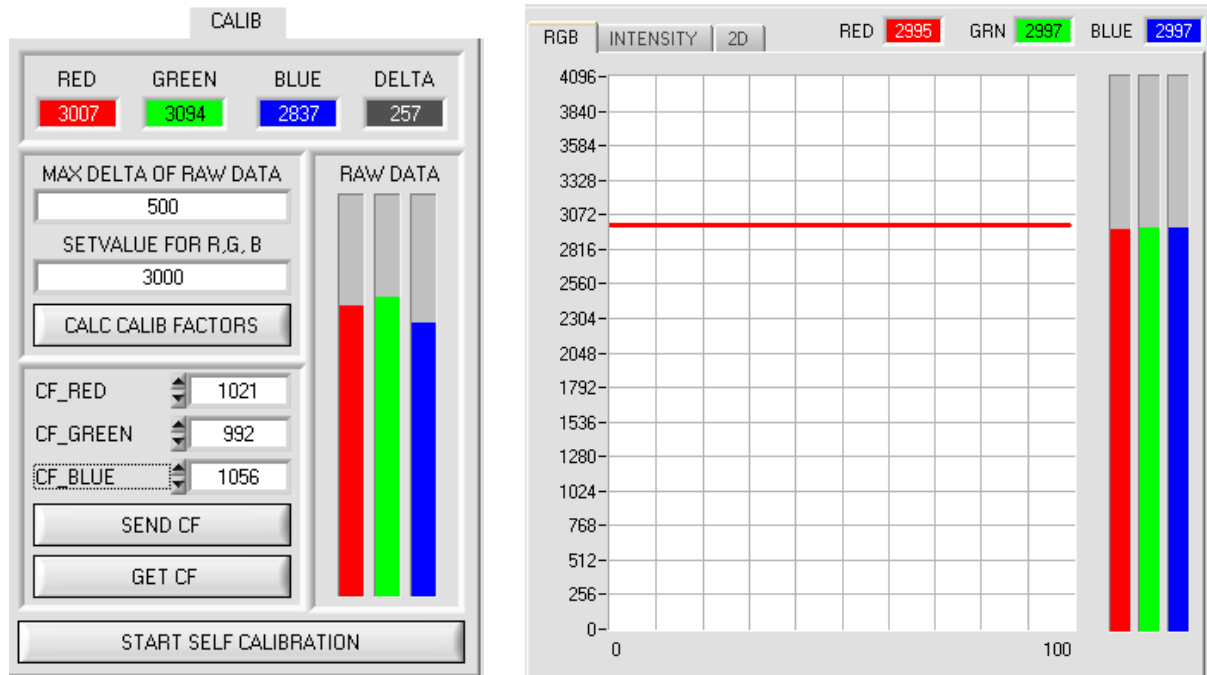 CALIB
RED GREEN BLUE DELTA
3007 3094 2837 257
MAX DELTA OF RAW DATA
500
SETVALUE FOR R,G, B
3000
CALC CALIB FACTORS
RAW DATA
CF_RED 1021
CF_GREEN 992
CF_BLUE 1056
SEND CF
GET CF
START SELF CALIBRATION
RGB INTENSITY 2D RED 2995 GRN 2997 BLUE 2997
4096
3840
3584
3328
3072
2816
2560
2304
2048
1792
1536
1280
1024
768
512
256
0
0 100